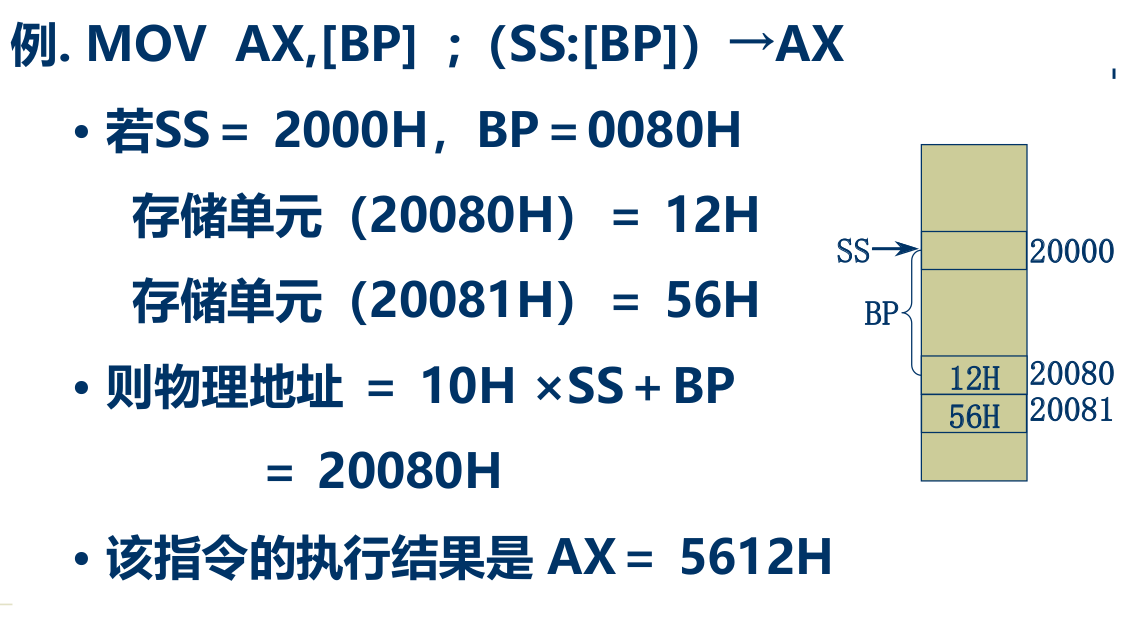 例. MOV AX,[BP] ;（SS:[BP]）→AX
• 若SS＝ 2000H，BP＝0080H
存储单元（20080H）＝ 12H
存储单元（20081H）＝ 56H
• 则物理地址 ＝ 10H ×SS＋BP
＝ 20080H
• 该指令的执行结果是 AX＝ 5612H
SS
20000
BP
12H 20080
56H 20081